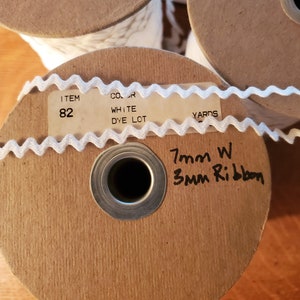 ITEM COLOR
82 WHITE
DYE LOT YARDS
7mm W
3mm Ribbon